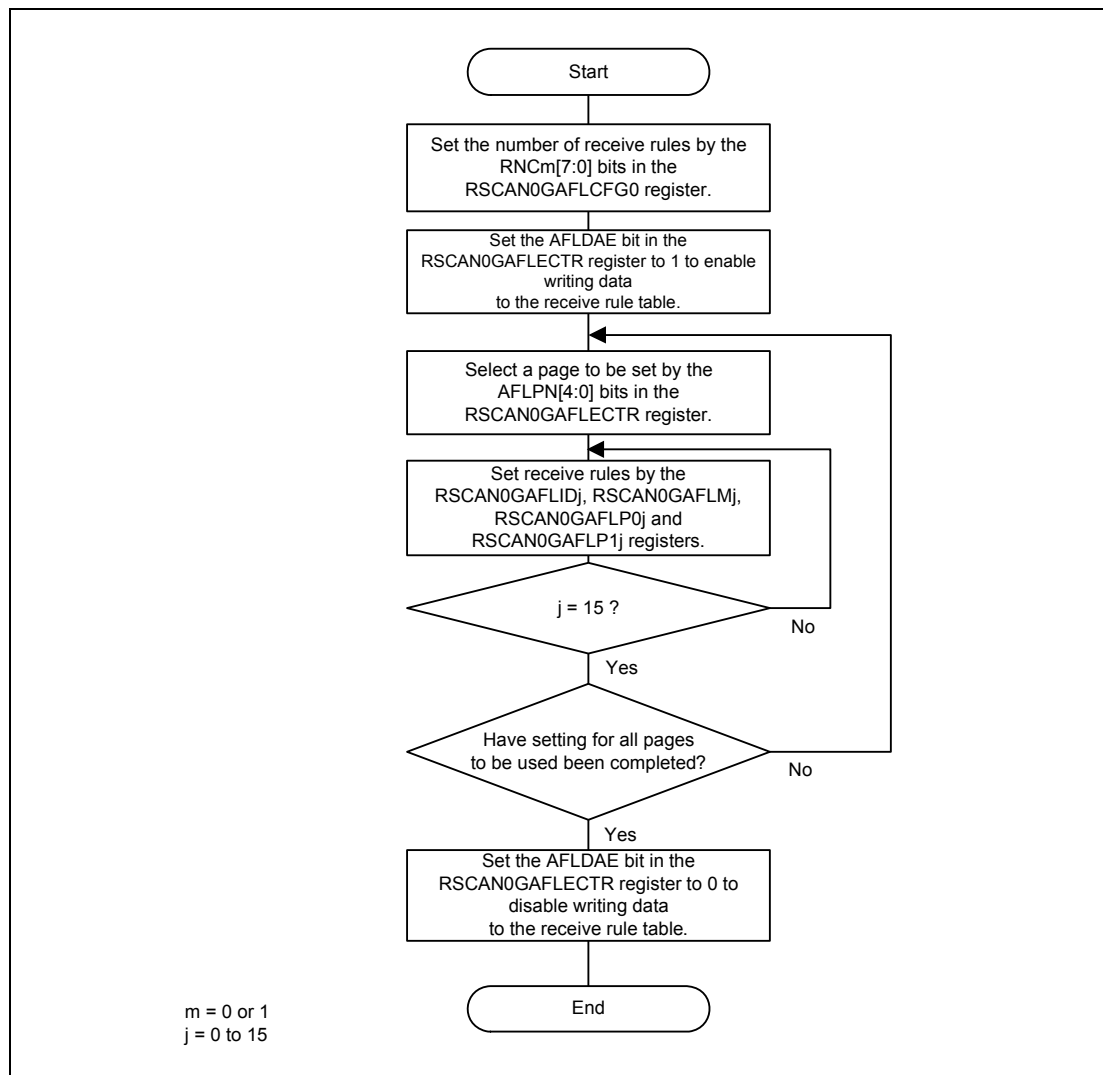 Start
Set the number of receive rules by the
RNCm[7:0] bits in the
RSCAN0GAFLCFG0 register.
Set the AFLDAE bit in the
RSCAN0GAFLECTR register to 1 to enable
writing data
to the receive rule table.
Select a page to be set by the
AFLPN[4:0] bits in the
RSCAN0GAFLECTR register.
Set receive rules by the
RSCAN0GAFLIDj, RSCAN0GAFLMj,
RSCAN0GAFLP0j and
RSCAN0GAFLP1j registers.
j = 15 ?
No
Yes
Have setting for all pages
to be used been completed?
No
Yes
Set the AFLDAE bit in the
RSCAN0GAFLECTR register to 0 to
disable writing data
to the receive rule table.
End
m = 0 or 1
j = 0 to 15